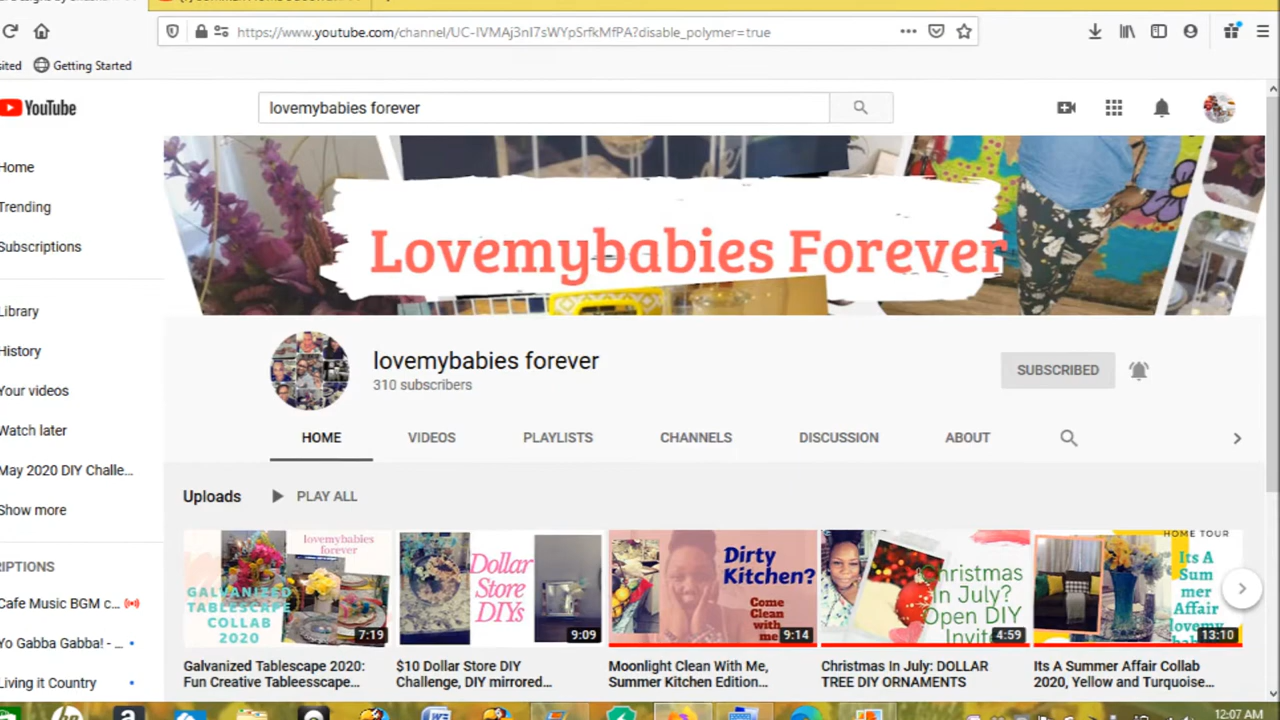 sited
Getting Started
https://www.youtube.com/channel/UC-IVMAj3nI7sWYpSrfkMfPA?disable_polymer=true
YouTube
lovemybabies forever
Home
Trending
Subscriptions
Library
History
Your videos
Watch later
May 2020 DIY Challe...
Show more
RIPTIONS
Cafe Music BGM c...
Yo Gabba Gabba! - ...
Living it Country
Lovemybabies Forever
lovemybabies forever
310 subscribers
SUBSCRIBED
HOME
VIDEOS
PLAYLISTS
CHANNELS
DISCUSSION
ABOUT
Uploads
PLAY ALL
lovemybabies
forever
GALVANIZED
TABLESCAPE
COLLAB
2020
7:19
Galvanized Tablescape 2020:
Fun Creative Tableesscape...
Dollar
Store
DIYs
9:09
$10 Dollar Store DIY
Challenge, DIY mirrored...
Dirty
Kitchen?
Come
Clean
with
me
9:14
Moonlight Clean With Me,
Summer Kitchen Edition...
Christmas
In July?
Open DIY
Invite
4:59
Christmas In July: DOLLAR
TREE DIY ORNAMENTS
HOME TOUR
Its A
Sum
mer
Affair
lovemy
13:10
Its A Summer Affair Collab
2020, Yellow and Turquoise...
12:07 AM